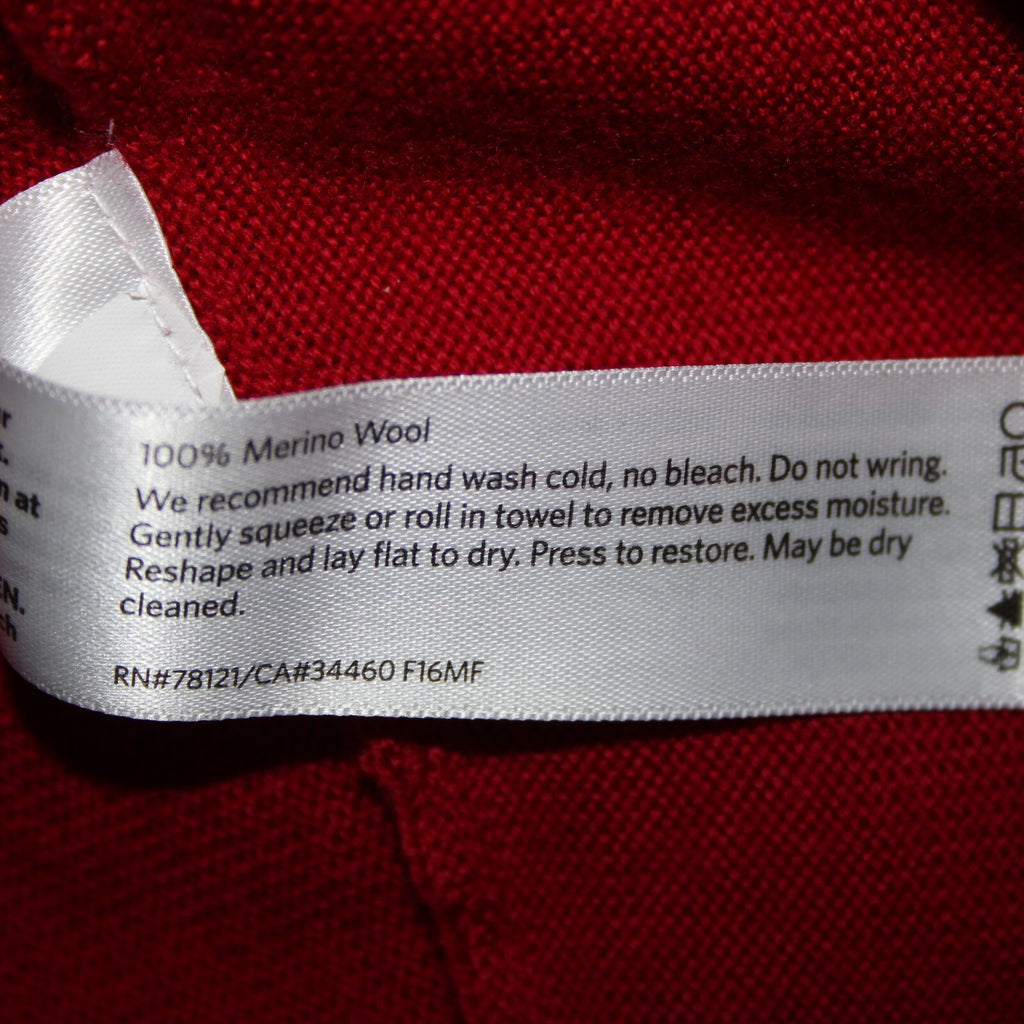 100% Merino Wool
We recommend hand wash cold, no bleach. Do not wring.
Gently squeeze or roll in towel to remove excess moisture.
Reshape and lay flat to dry. Press to restore. May be dry
cleaned.
RN#78121/CA#34460 F16MF
at